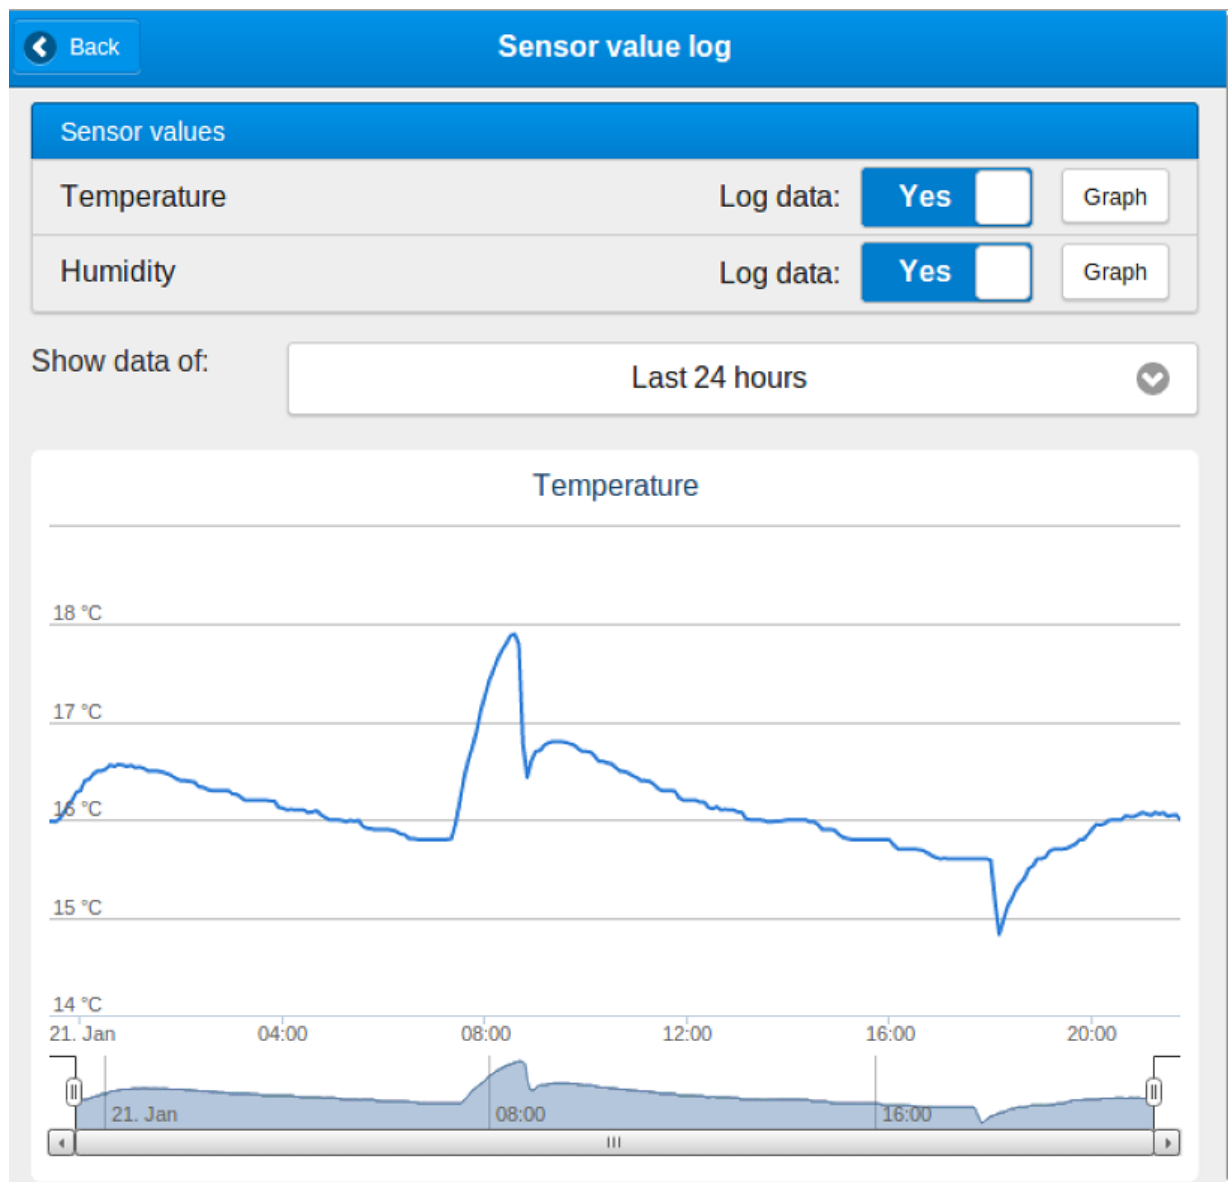 Back
Sensor value log
Sensor values
Temperature Log data: Yes Graph
Humidity Log data: Yes Graph
Show data of: Last 24 hours
Temperature
18 °C
17 °C
16 °C
15 °C
14 °C
21. Jan 04:00 08:00 12:00 16:00 20:00
21. Jan 08:00 16:00